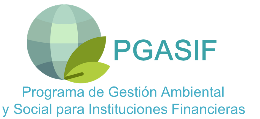 PGASIF
Programa de Gestión Ambiental
y Social para Instituciones Financieras